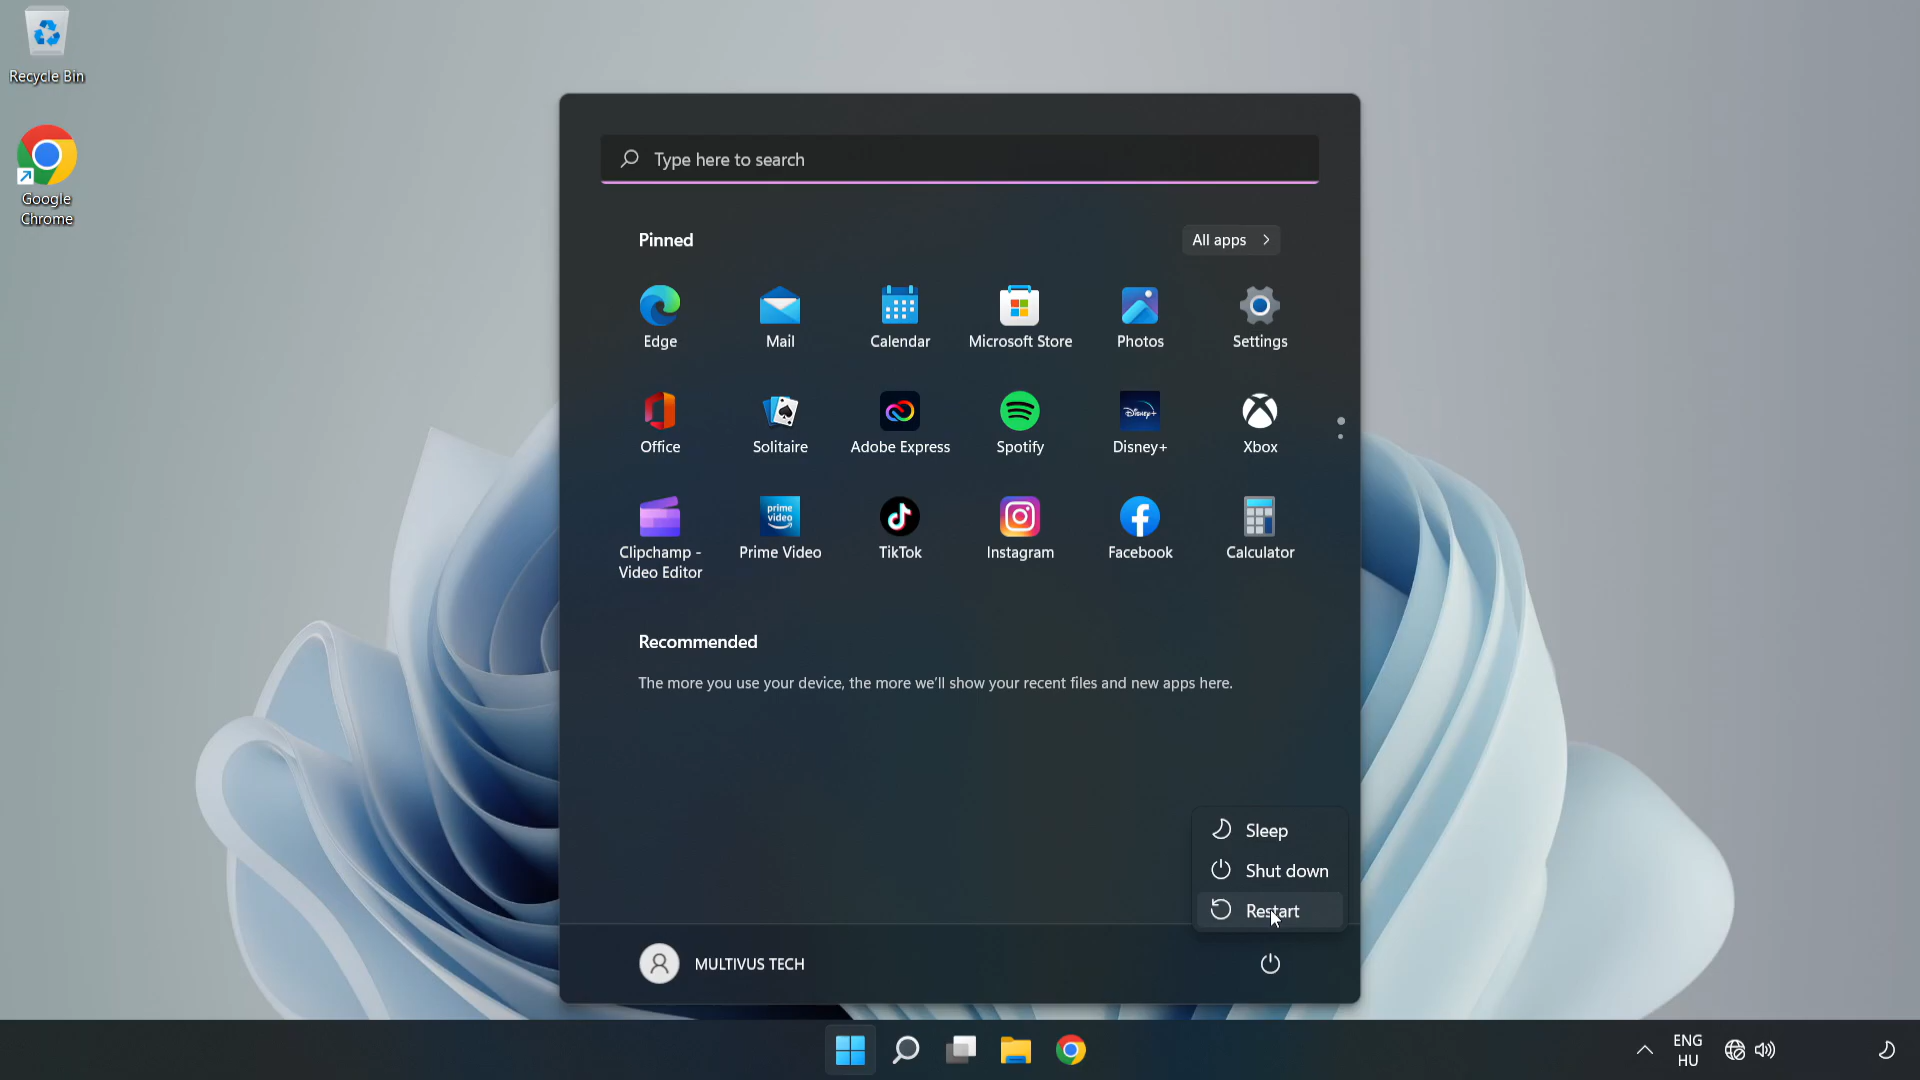 Recycle Bin
Google
Chrome
Type here to search
Pinned
All apps
Edge
Mail
Calendar
Microsoft Store
Photos
Settings
Office
Solitaire
Adobe Express
Spotify
Disney+
Disney+
Xbox
prime
video
Clipchamp -
Video Editor
Prime Video
TikTok
Instagram
Facebook
Calculator
Recommended
The more you use your device, the more we'll show your recent files and new apps here.
Sleep
Shut down
Restart
MULTIVUS TECH
ENG
HU